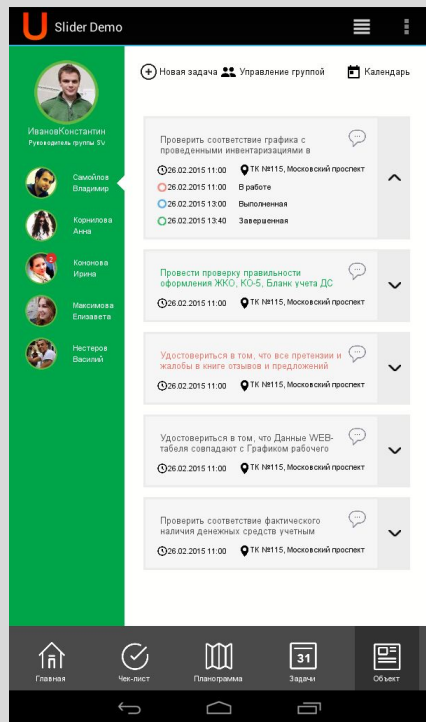 Slider Demo
ИвановКонстантин
Руководитель группы SV
Самойлов
Владимир
Корнилова
Анна
2
Кононова
Ирина
Максимова
Елизавета
Нестеров
Василий
Новая задача Управление группой Календарь
Проверить соответствие графика с
проведенными инвентаризациями в
26.02.2015 11:00 ТК №115, Московский проспект
26.02.2015 11:00 В работе
26.02.2015 13:00 Выполненная
26.02.2015 13:40 Завершенная
Провести проверку правильности
оформления ЖКО, КО-5, Бланк учета ДС
26.02.2015 11:00 ТК №115, Московский проспект
Удостовериться в том, что все претензии и
жалобы в книге отзывов и предложений
26.02.2015 11:00 ТК №115, Московский проспект
Удостовериться в том, что Данные WEB-
табеля совпадают с Графиком рабочего
26.02.2015 11:00 ТК №115, Московский проспект
Проверить соответствие фактического
наличия денежных средств учетным
26.02.2015 11:00 ТК №115, Московский проспект
31
Главная Чек-лист Планограмма Задачи Объект